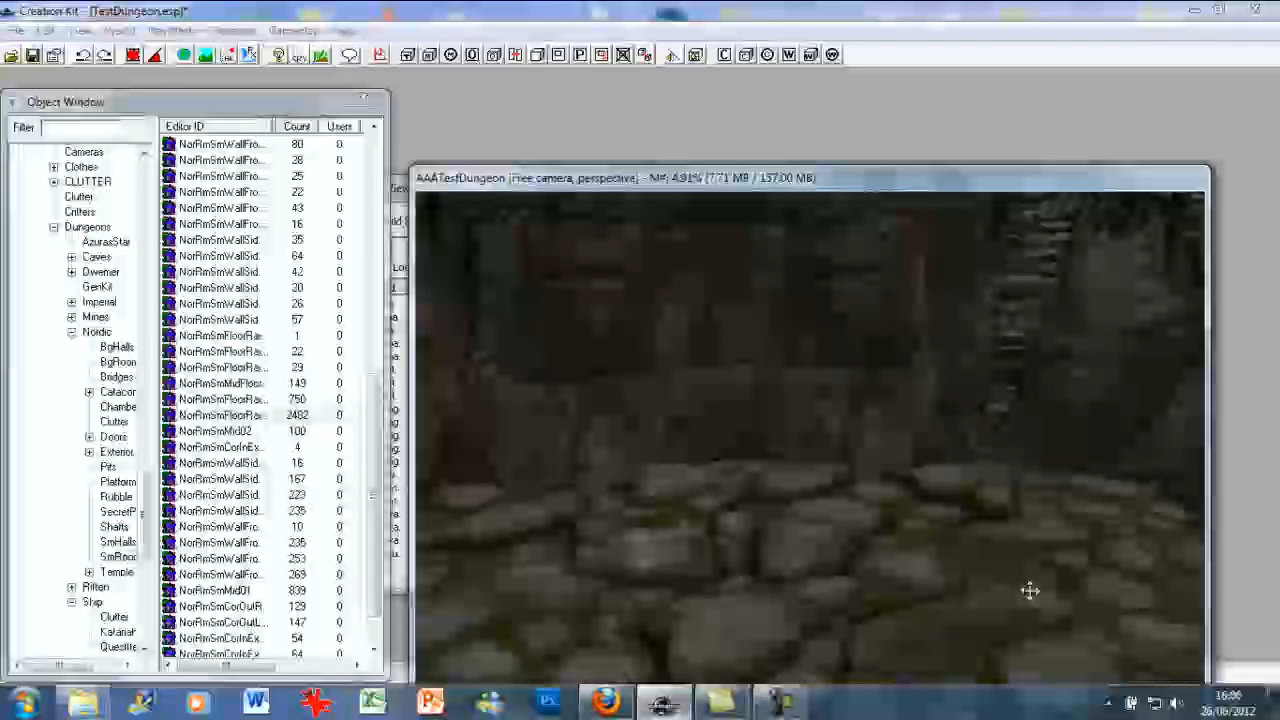 Creation Kit - [TestDungeon.esp]*
Object Window
Filter
Editor ID Count Users
Cameras
Clothes
CLUTTER
Clutter
Critters
Dungeons
AzurasStar
Caves
Dwemer
GenKit
Imperial
Mines
Nordic
BgHalls
BgRoon
Bridges
Catacon
Chambe
Clutter
Doors
Exterior
Pits
Platform
Rubble
SecretP
Shafts
SmHalls
SmRoo
Temple
Riften
Ship
Clutter
Katariah
NorRmSmWallFro... 80 0
NorRmSmWallFro... 28 0
NorRmSmWallFro... 25 0
NorRmSmWallFro... 22 0
NorRmSmWallFro... 43 0
NorRmSmWallFro... 16 0
NorRmSmWallSid... 35 0
NorRmSmWallSid... 64 0
NorRmSmWallSid... 42 0
NorRmSmWallSid... 20 0
NorRmSmWallSid... 26 0
NorRmSmWallSid... 57 0
NorRmSmFloorRa... 1 0
NorRmSmFloorRa... 22 0
NorRmSmFloorRa... 29 0
NorRmSmMidFloor... 149 0
NorRmSmFloorRa... 750 0
NorRmSmFloorRa... 2482 0
NorRmSmMid02 100 0
NorRmSmCorInEx... 4 0
NorRmSmWallSid... 16 0
NorRmSmWallSid... 167 0
NorRmSmWallSid... 223 0
NorRmSmWallSid... 235 0
NorRmSmWallFro... 10 0
NorRmSmWallFro... 236 0
NorRmSmWallFro... 253 0
NorRmSmWallFro... 269 0
NorRmSmMid01 839 0
NorRmSmCorOutR... 129 0
NorRmSmCorOutL... 147 0
NorRmSmCorInEx... 54 0
NorRmSmCorInEx... 64 0
AAATestDungeon [Free camera, perspective] - M#: 4.91% (7.71 MB / 157.00 MB)
16:06
26/06/2012